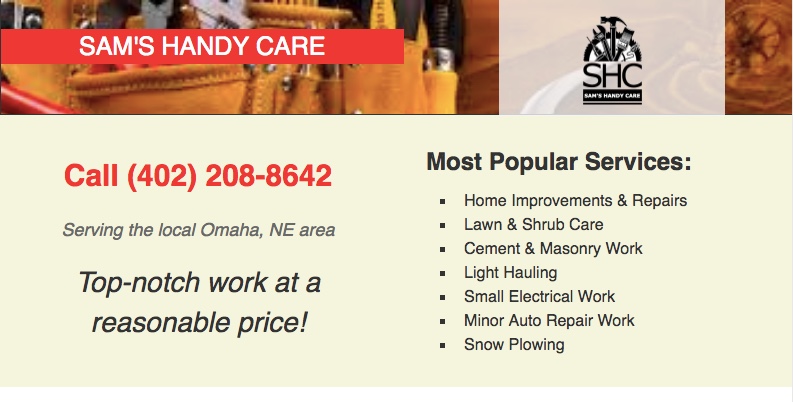 SAM'S HANDY CARE
SHC
SAM'S HANDY CARE
Call (402) 208-8642
Serving the local Omaha, NE area
Top-notch work at a
reasonable price!
Most Popular Services:
Home Improvements & Repairs
Lawn & Shrub Care
Cement & Masonry Work
Light Hauling
Small Electrical Work
Minor Auto Repair Work
Snow Plowing